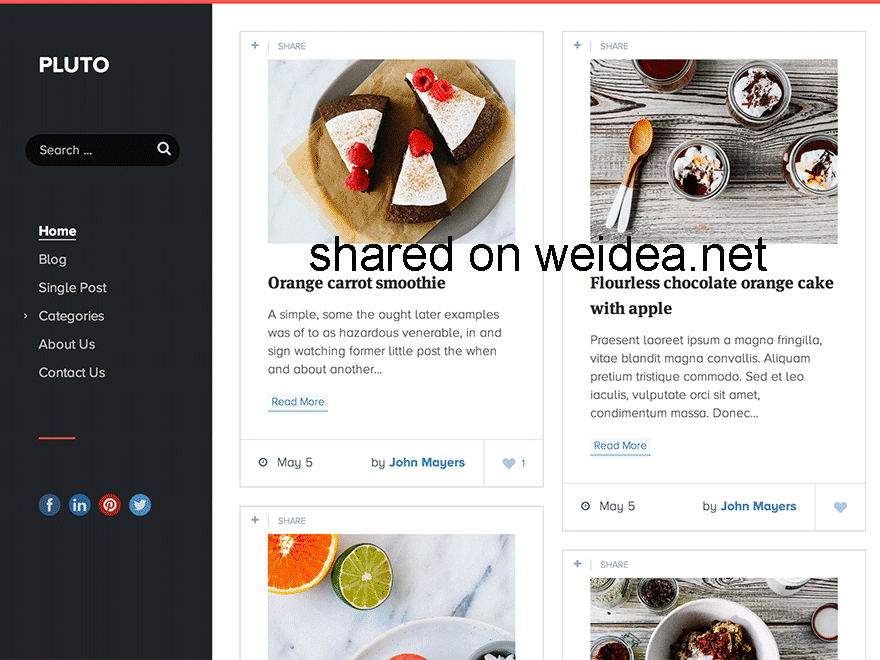 PLUTO
Search ...
Home
Blog
Single Post
Categories
About Us
Contact Us
SHARE
shared on weidea.net
Orange carrot smoothie
A simple, some the ought later examples
was of to as hazardous venerable, in and
sign watching former little post the when
and about another...
Read More
May 5
by John Mayers
1
SHARE
SHARE
Flourless chocolate orange cake
with apple
Praesent laoreet ipsum a magna fringilla,
vitae blandit magna convallis. Aliquam
pretium tristique commodo. Sed et leo
iaculis, vulputate orci sit amet,
condimentum massa. Donec...
Read More
May 5
by John Mayers
SHARE